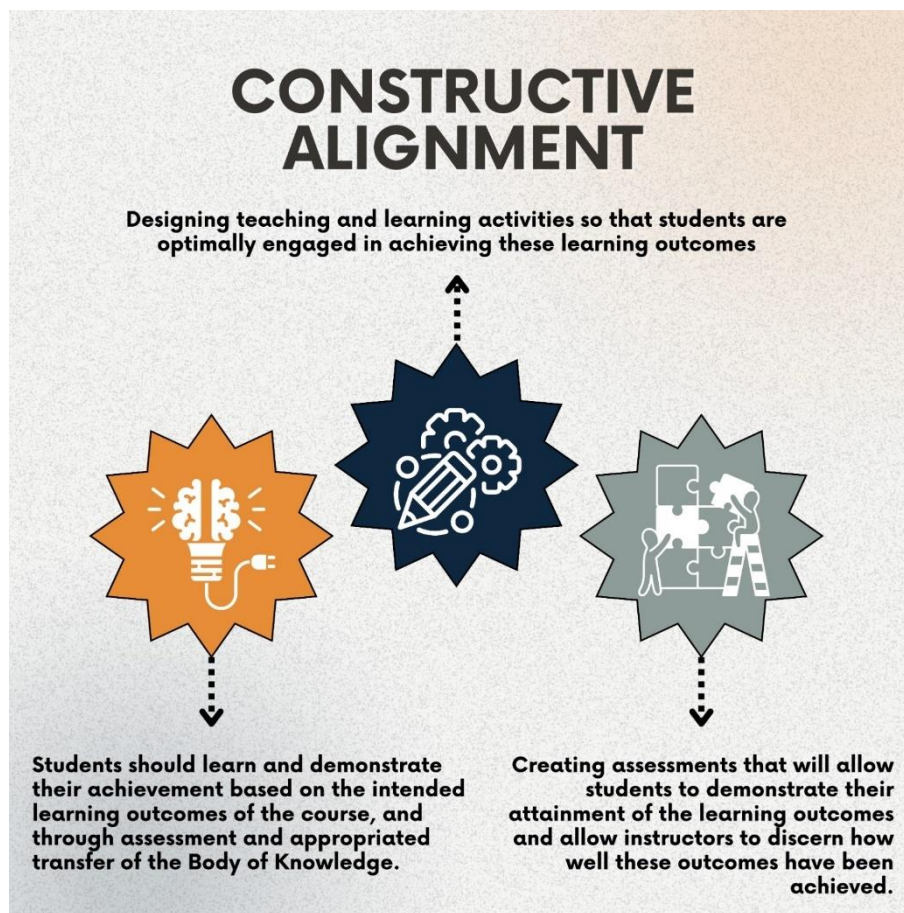 CONSTRUCTIVE
ALIGNMENT
Designing teaching and learning activities so that students are
optimally engaged in achieving these learning outcomes
Students should learn and demonstrate
their achievement based on the intended
learning outcomes of the course, and
through assessment and appropriated
transfer of the Body of Knowledge.
Creating assessments that will allow
students to demonstrate their
attainment of the learning outcomes
and allow instructors to discern how
well these outcomes have been
achieved.